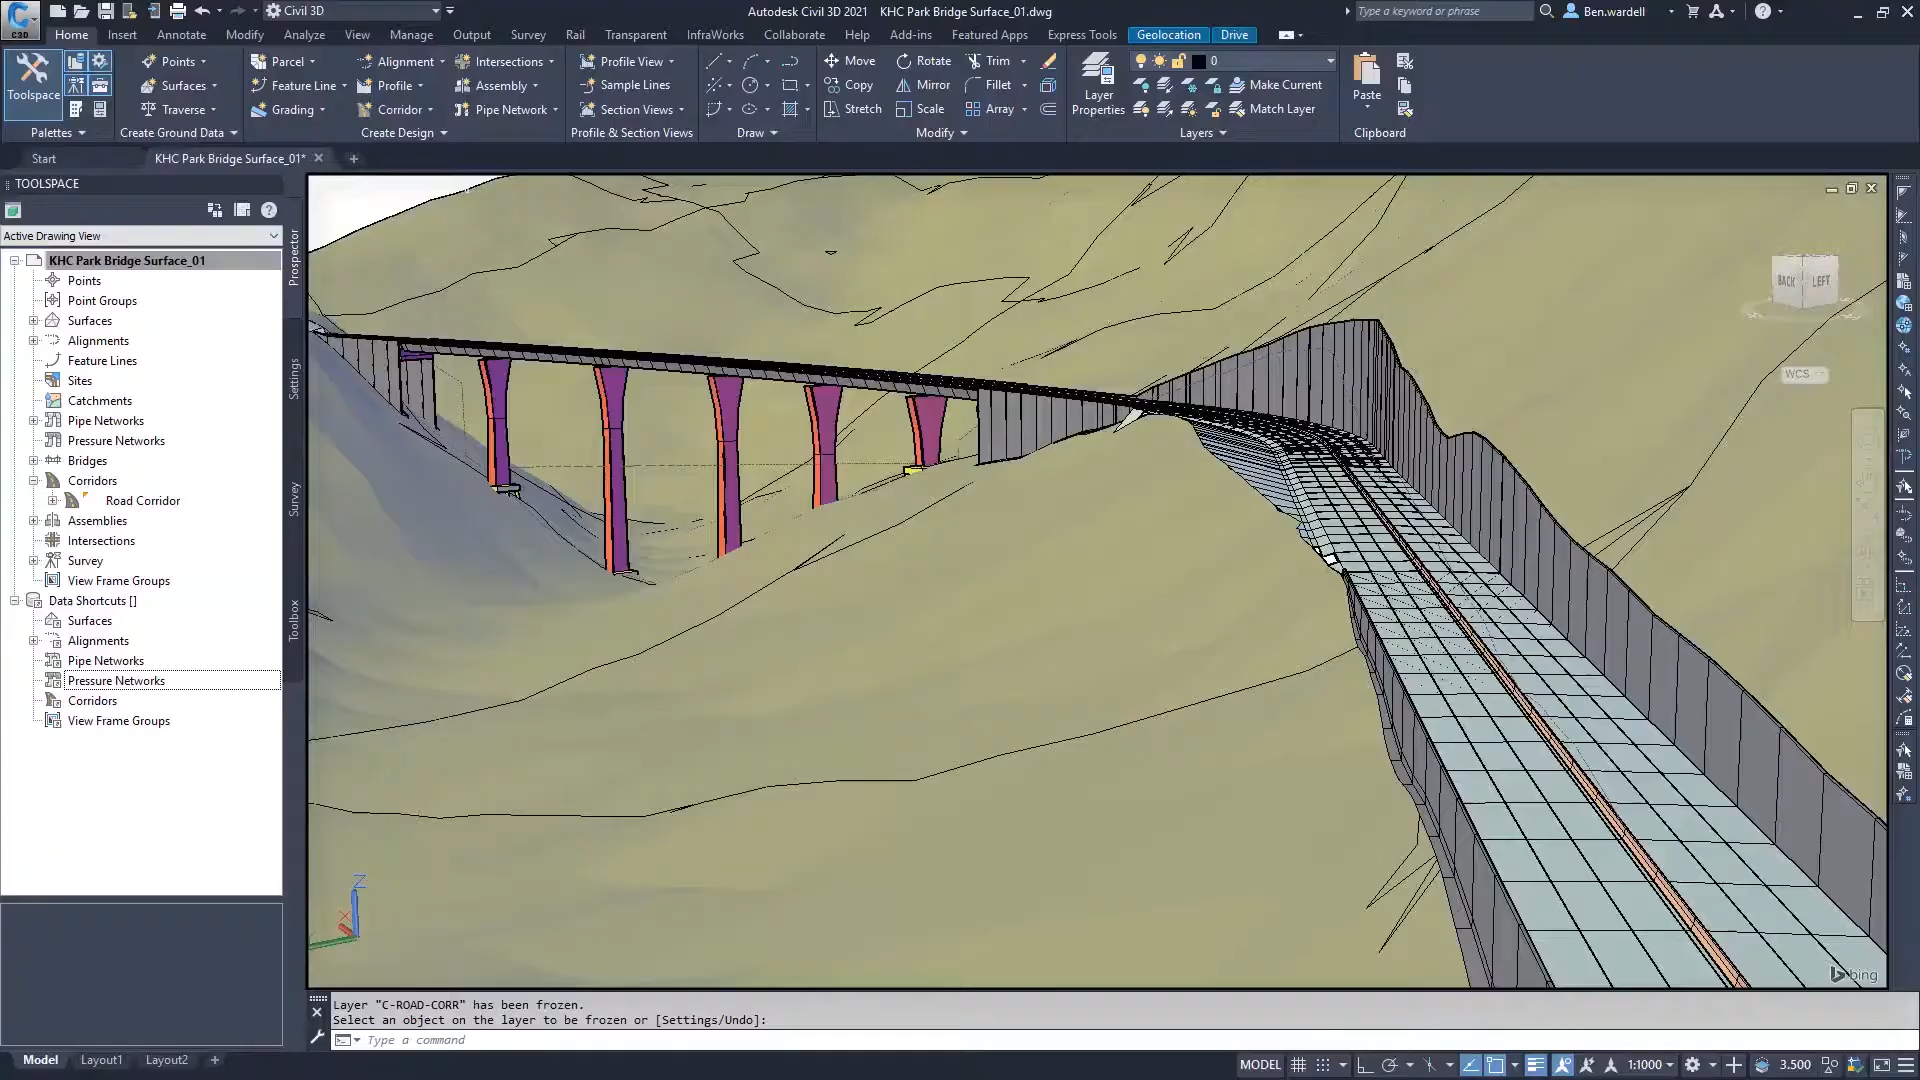 C3D
Civil 3D
Autodesk Civil 3D 2021 KHC Park Bridge Surface_01.dwg
Type a keyword or phrase
Ben.wardell
Home Insert Annotate Modify Analyze View Manage Output Survey Rail Transparent InfraWorks Collaborate Help Add-ins Featured Apps Express Tools Geolocation Drive
Points Parcel Alignment Intersections Profile View Move Rotate Trim 0
Toolspace Surfaces Feature Line Profile Assembly Sample Lines Copy Mirror Fillet Layer Properties Make Current Paste
Traverse Grading Corridor Pipe Network Section Views Stretch Scale Array Match Layer
Palettes Create Ground Data Create Design Profile & Section Views Draw Modify Layers Clipboard
Start KHC Park Bridge Surface_01*
TOOLSPACE
Active Drawing View
KHC Park Bridge Surface_01
Points
Point Groups
Surfaces
Alignments
Feature Lines
Sites
Catchments
Pipe Networks
Pressure Networks
Bridges
Corridors
Road Corridor
Assemblies
Intersections
Survey
View Frame Groups
Data Shortcuts []
Surfaces
Alignments
Pipe Networks
Pressure Networks
Corridors
View Frame Groups
Prospector
Settings
Survey
Toolbox
BACK LEFT
WCS
Z
X
bing
Layer "C-ROAD-CORR" has been frozen.
Select an object on the layer to be frozen or [Settings/Undo]:
Type a command
Model Layout1 Layout2
MODEL 1:1000 3.500